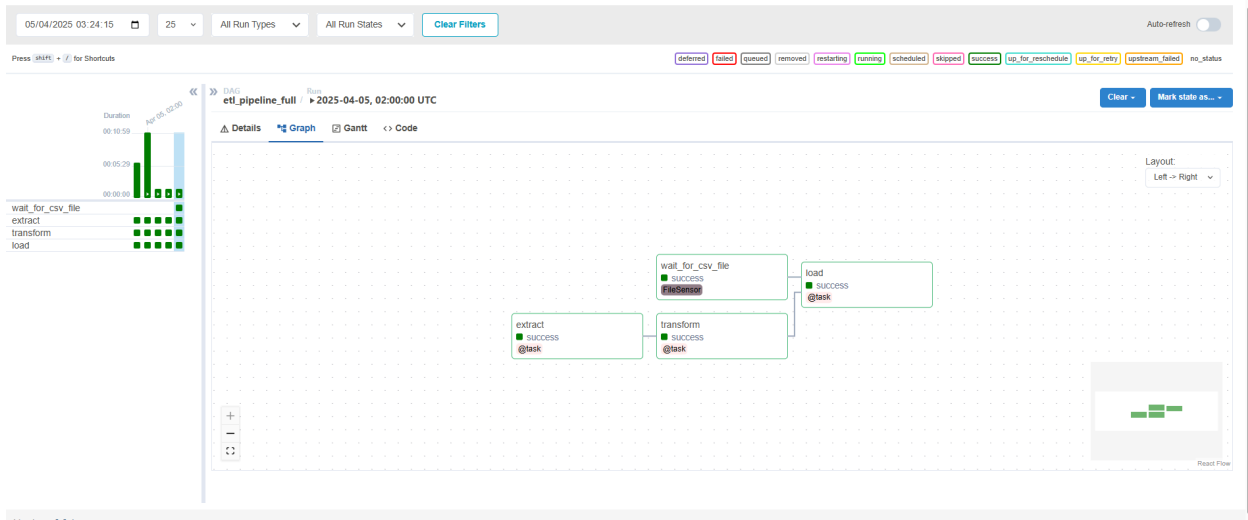 05/04/2025 03:24:15 25 All Run Types All Run States Clear Filters Auto-refresh
Press shift + / for Shortcuts deferred failed queued removed restarting running scheduled skipped success up_for_reschedule up_for_retry upstream_failed no_status
DAG Run
etl_pipeline_full / 2025-04-05, 02:00:00 UTC
Clear Mark state as...
Details Graph Gantt <> Code
Duration Apr 05, 02:00
00:10:59
00:05:29
00:00:00
wait_for_csv_file
extract
transform
load
Layout:
Left -> Right
wait_for_csv_file
success
FileSensor
load
success
@task
extract
success
@task
transform
success
@task
React Flow